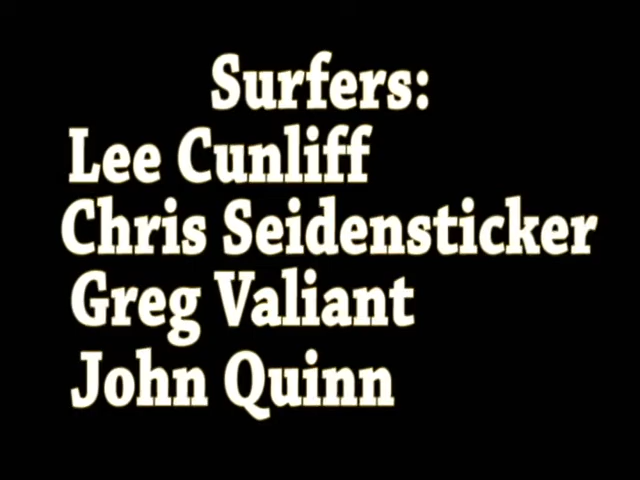 Surfers:
Lee Cunliff
Chris Seidensticker
Greg Valiant
John Quinn